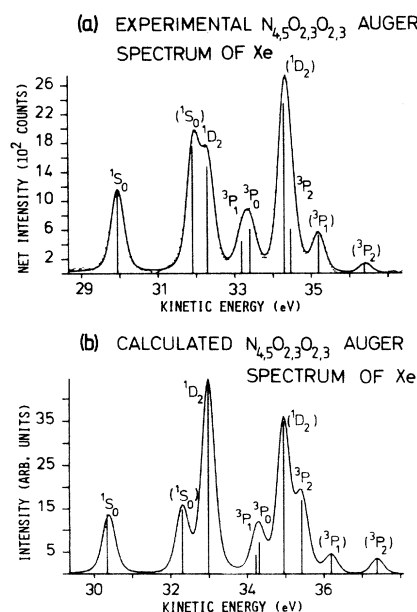 (a) EXPERIMENTAL N4,5O2,3O2,3 AUGER
SPECTRUM OF Xe
NET INTENSITY (10² COUNTS)
26
22
18
14
10
6
2
¹S₀
(¹S₀)
¹D₂
³P₁
³P₀
(¹D₂)
³P₂
(³P₁)
(³P₂)
29
31
33
35
KINETIC ENERGY (eV)
(b) CALCULATED N4,5O2,3O2,3 AUGER
SPECTRUM OF Xe
INTENSITY (ARB. UNITS)
35
25
15
5
¹S₀
(¹S₀)
¹D₂
³P₁
³P₀
(¹D₂)
³P₂
(³P₁)
(³P₂)
30
32
34
36
KINETIC ENERGY (eV)